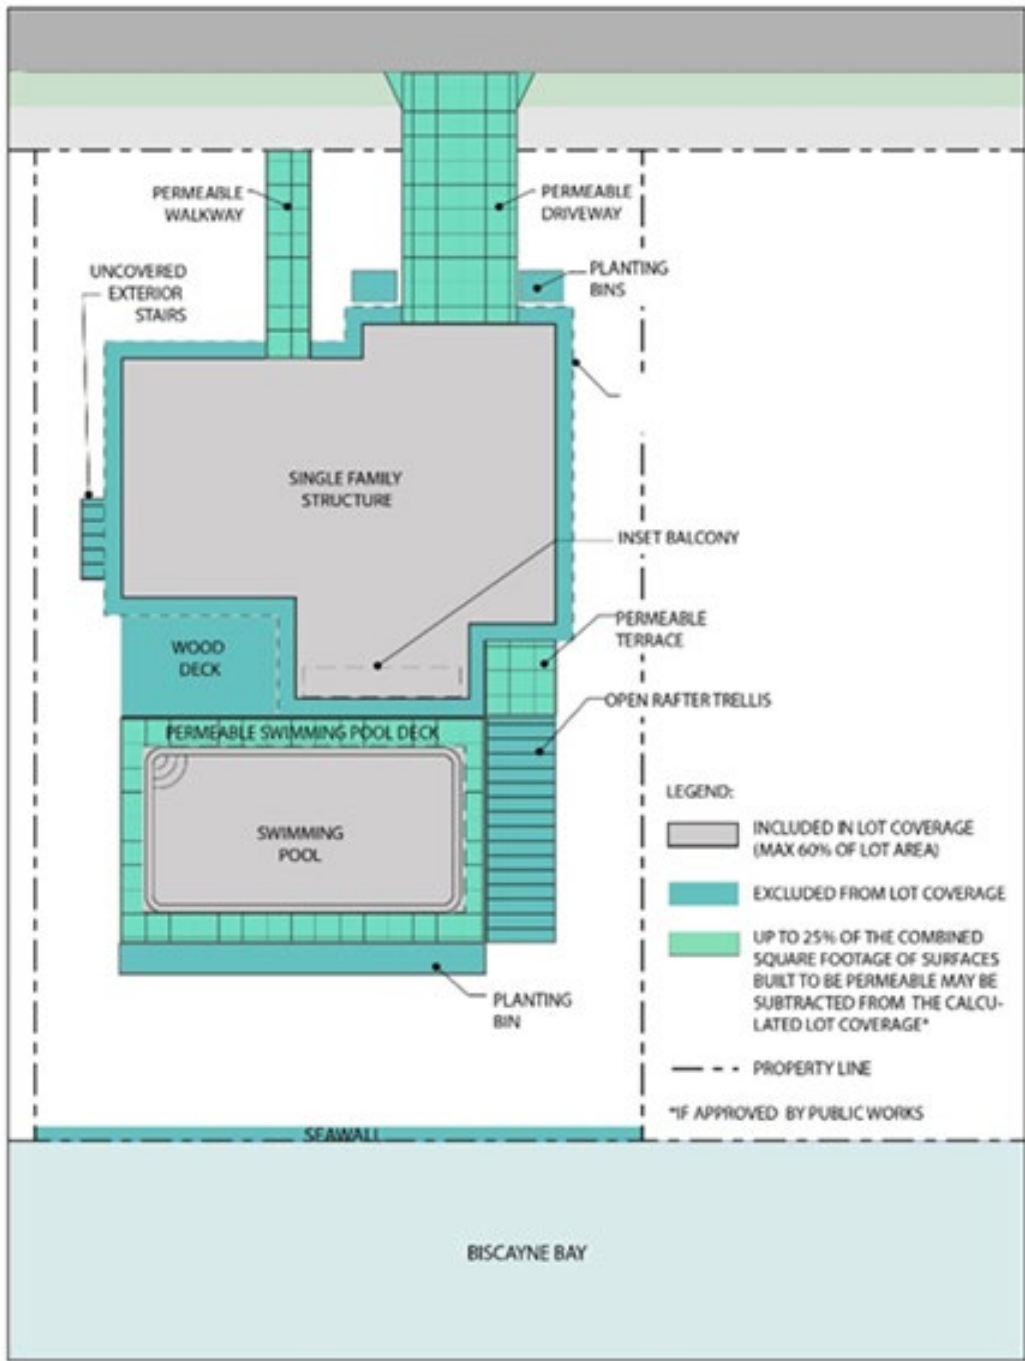 PERMEABLE
WALKWAY
PERMEABLE
DRIVEWAY
UNCOVERED
EXTERIOR
STAIRS
PLANTING
BINS
SINGLE FAMILY
STRUCTURE
INSET BALCONY
PERMEABLE
TERRACE
WOOD
DECK
OPEN RAFTER TRELLIS
PERMEABLE SWIMMING POOL DECK
SWIMMING
POOL
PLANTING
BIN
LEGEND:
INCLUDED IN LOT COVERAGE
(MAX 60% OF LOT AREA)
EXCLUDED FROM LOT COVERAGE
UP TO 25% OF THE COMBINED
SQUARE FOOTAGE OF SURFACES
BUILT TO BE PERMEABLE MAY BE
SUBTRACTED FROM THE CALCU-
LATED LOT COVERAGE*
PROPERTY LINE
*IF APPROVED BY PUBLIC WORKS
SEAWALL
BISCAYNE BAY